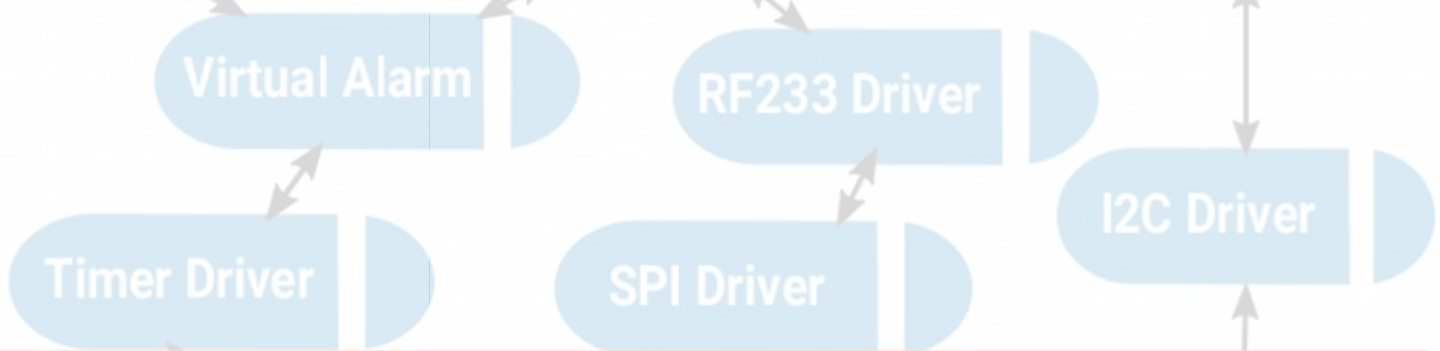 Virtual Alarm
RF233 Driver
I2C Driver
Timer Driver
SPI Driver